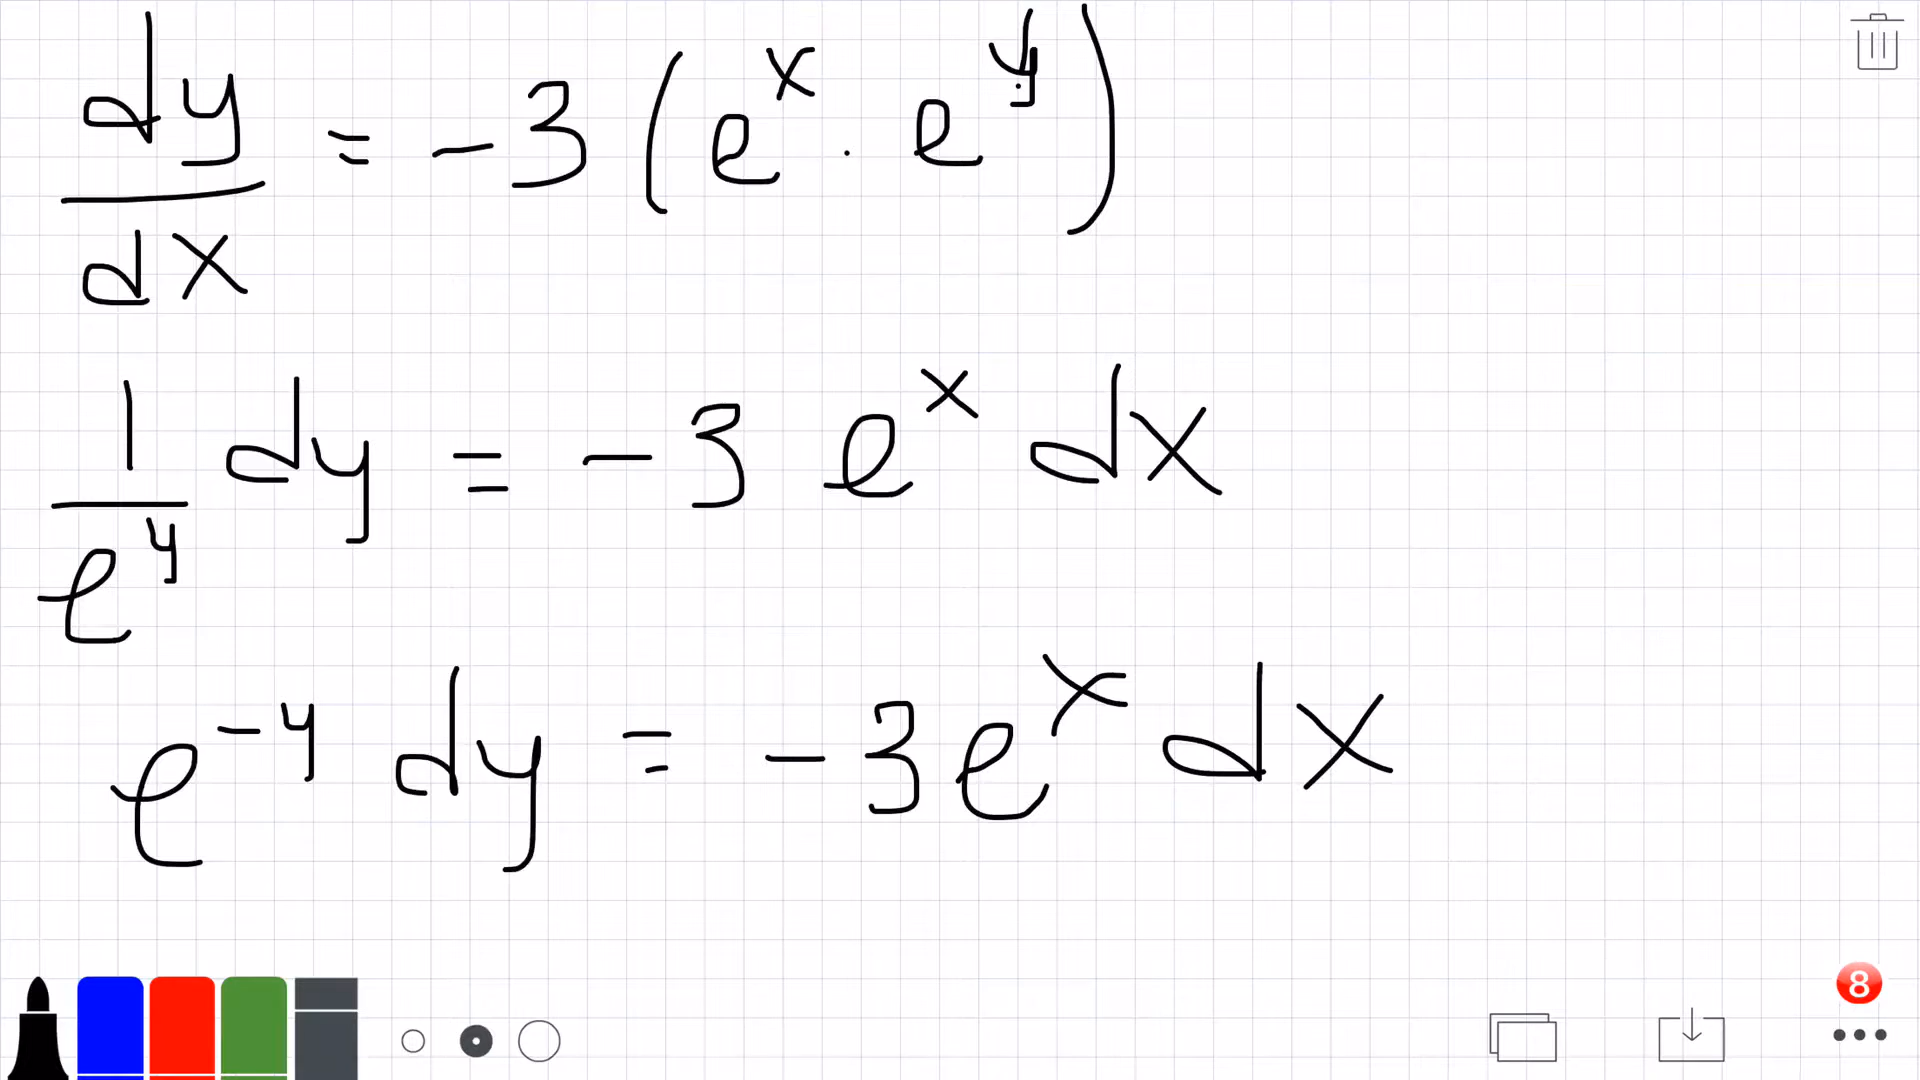 dy/dx = -3 (e^x · e^y)
1/e^y dy = -3 e^x dx
e^-y dy = -3e^x dx
8